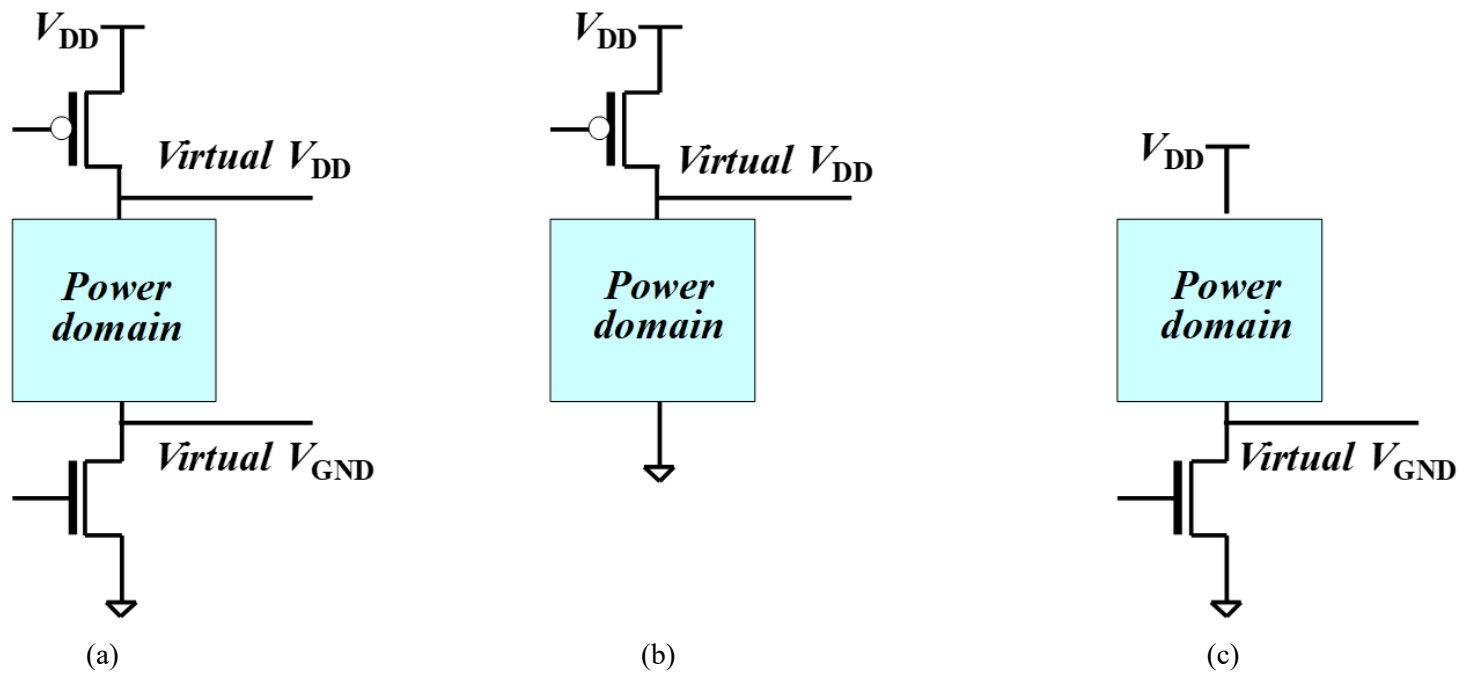 VDD
Virtual VDD
Power
domain
Virtual VGND
(a)
VDD
Virtual VDD
Power
domain
(b)
VDD
Power
domain
Virtual VGND
(c)